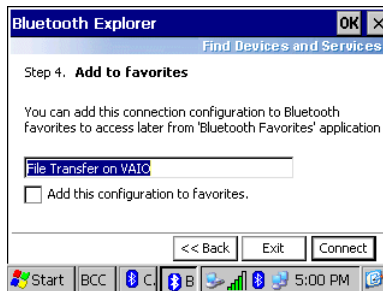 Bluetooth Explorer OK
Find Devices and Services
Step 4. Add to favorites
You can add this connection configuration to Bluetooth
favorites to access later from 'Bluetooth Favorites' application
File Transfer on VAIO
Add this configuration to favorites.
<< Back Exit Connect
Start BCC C. B 5:00 PM